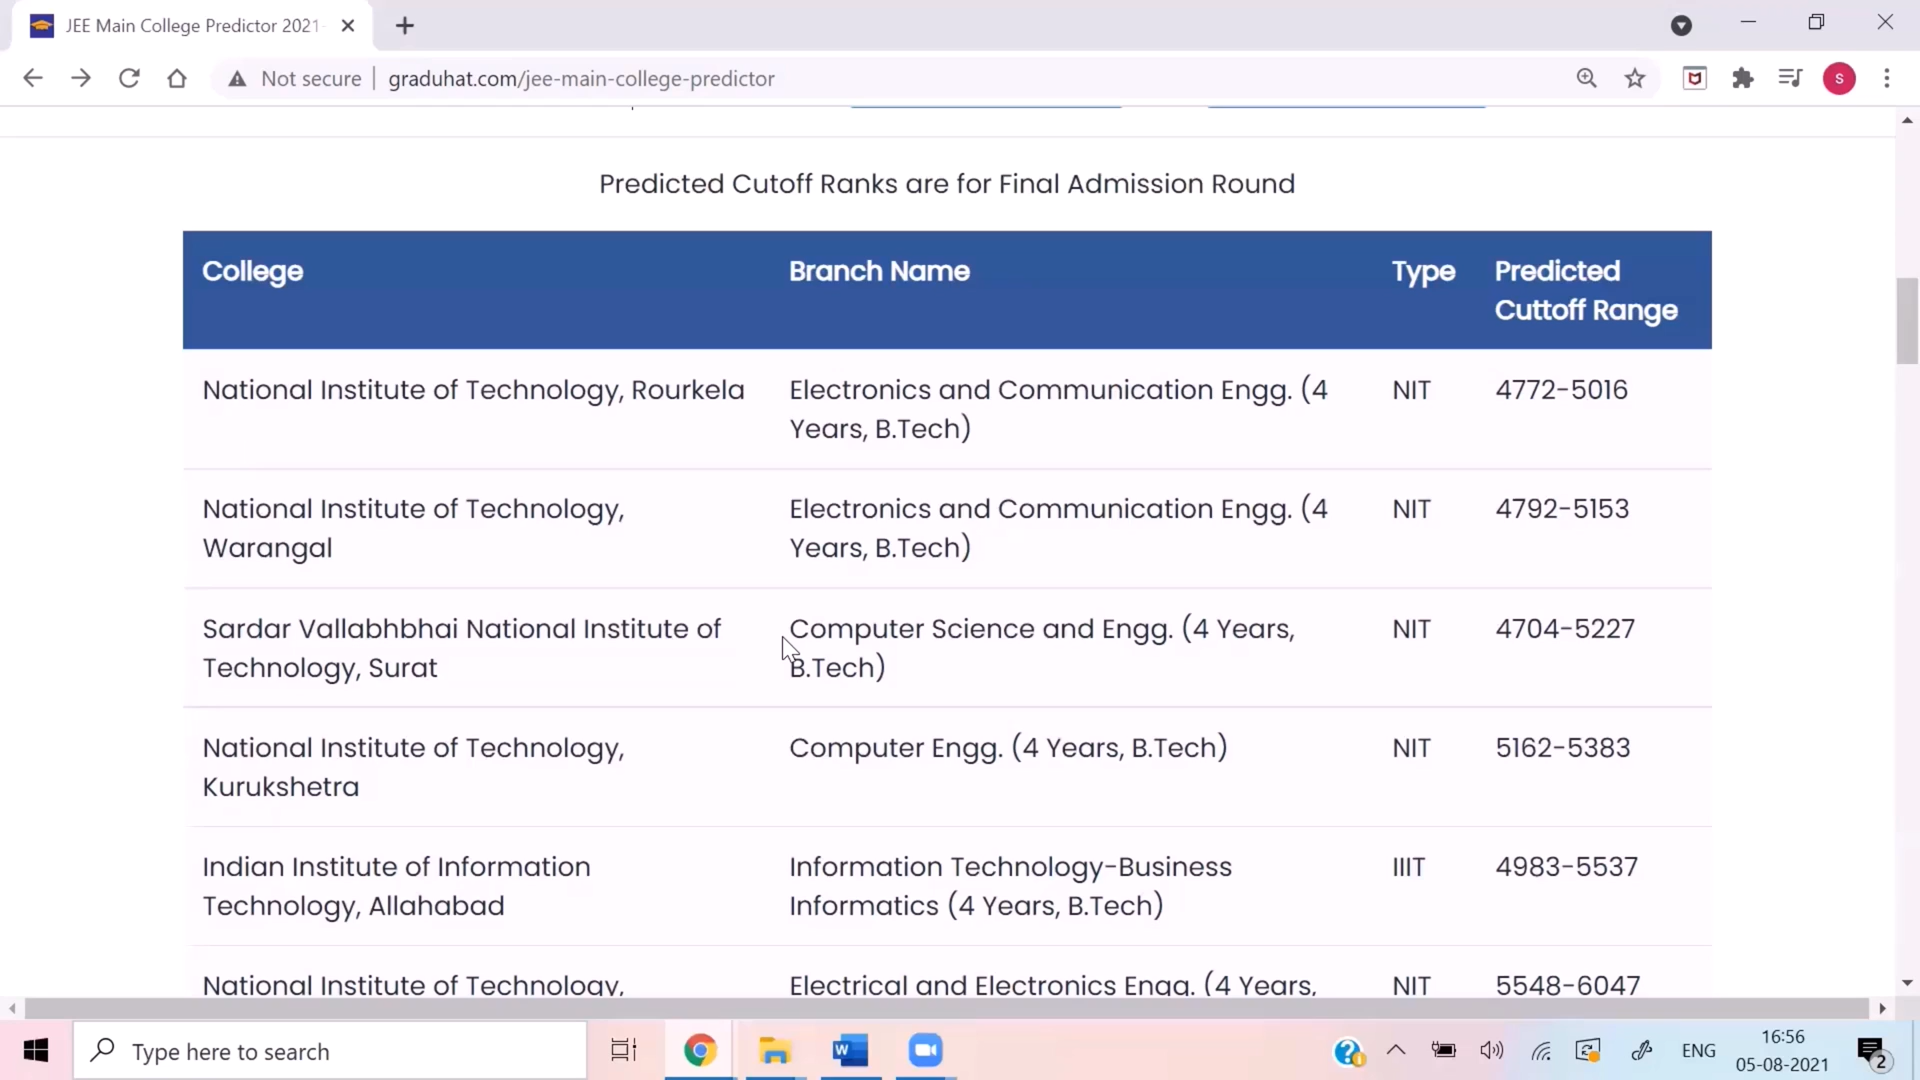 JEE Main College Predictor 2021
Not secure
graduhat.com/jee-main-college-predictor
s
Predicted Cutoff Ranks are for Final Admission Round
College Branch Name Type Predicted
Cuttoff Range
National Institute of Technology, Rourkela Electronics and Communication Engg. (4 NIT 4772-5016
Years, B.Tech)
National Institute of Technology, Electronics and Communication Engg. (4 NIT 4792-5153
Warangal Years, B.Tech)
Sardar Vallabhbhai National Institute of Computer Science and Engg. (4 Years, NIT 4704-5227
Technology, Surat B.Tech)
National Institute of Technology, Computer Engg. (4 Years, B.Tech) NIT 5162-5383
Kurukshetra
Indian Institute of Information Information Technology-Business IIIT 4983-5537
Technology, Allahabad Informatics (4 Years, B.Tech)
National Institute of Technology, Electrical and Electronics Engg. (4 Years, NIT 5548-6047
Type here to search
W
ENG
16:56
05-08-2021
2